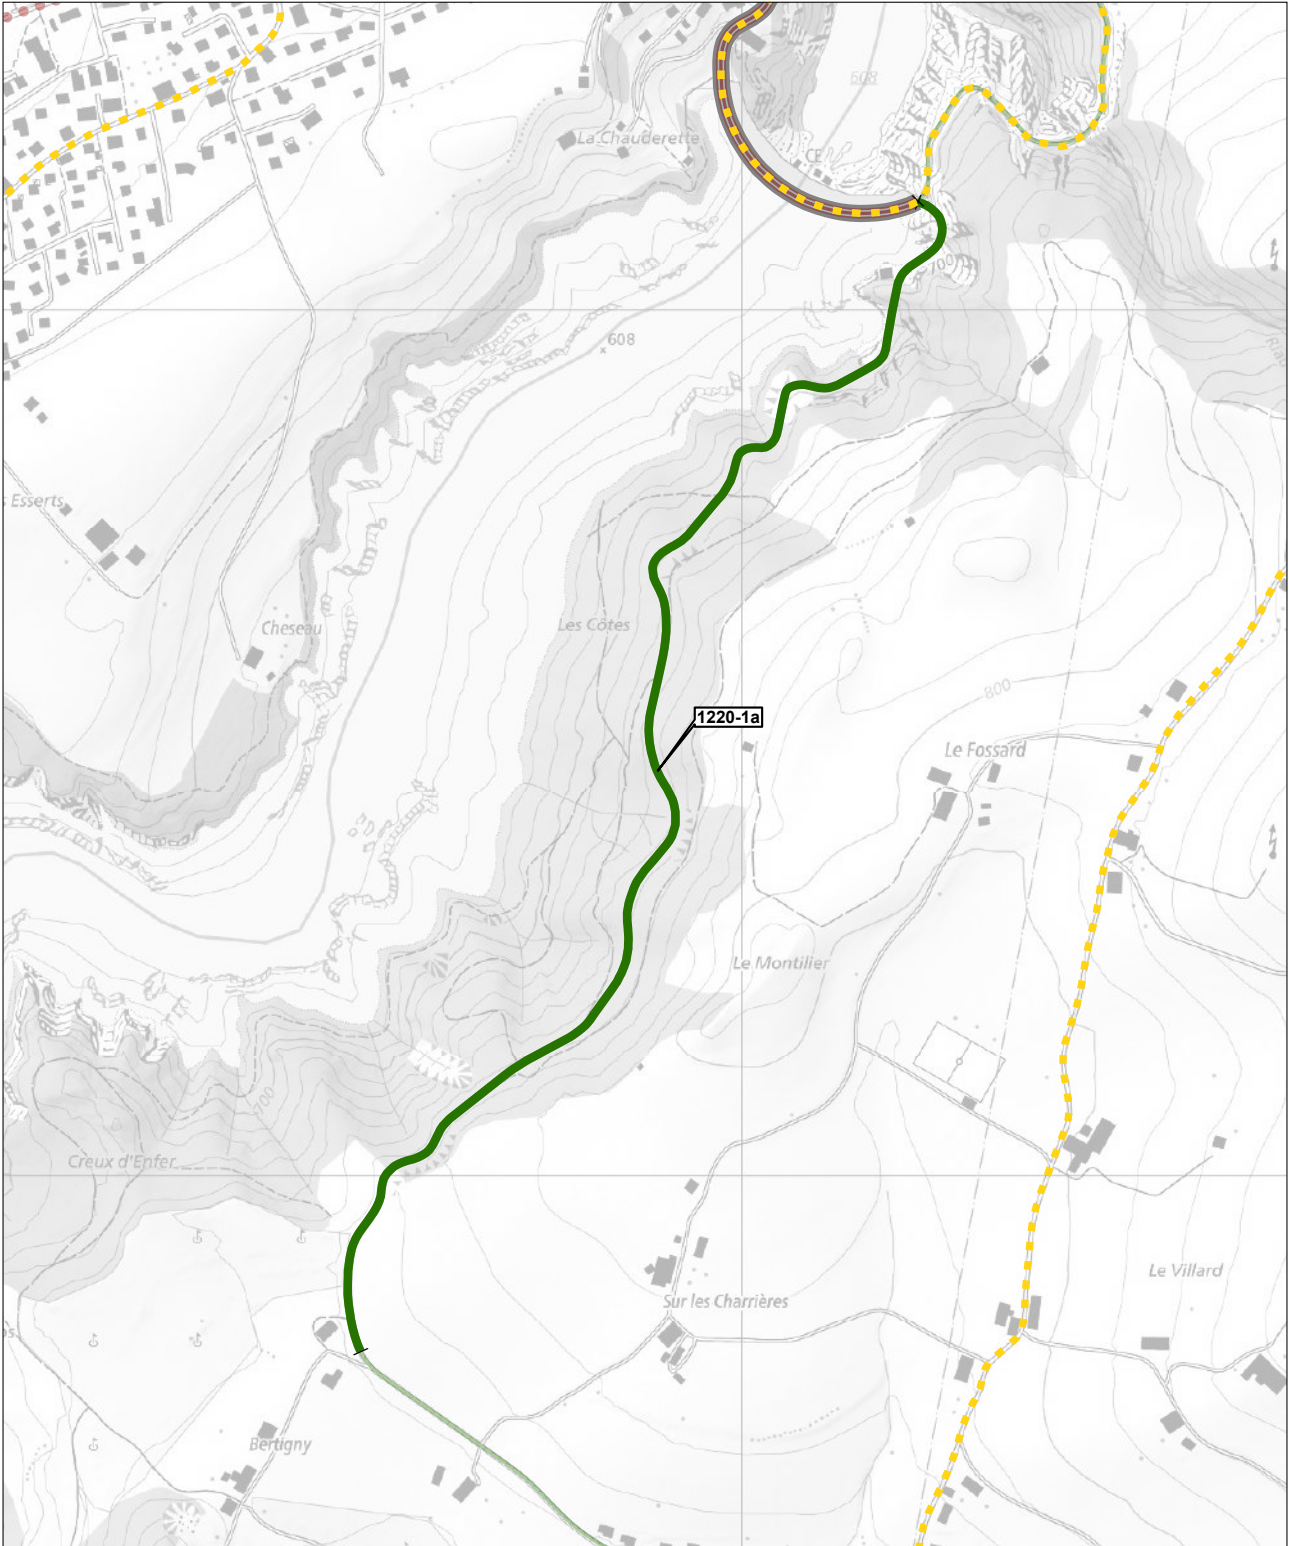 608
La Chauderette
CE
700
608
s Esserts
Cheseau
Les Côtes
800
1220-1a
Le Fossard
Le Montilier
700
Creux d'Enfer
Le Villard
Sur les Charrières
Bertigny